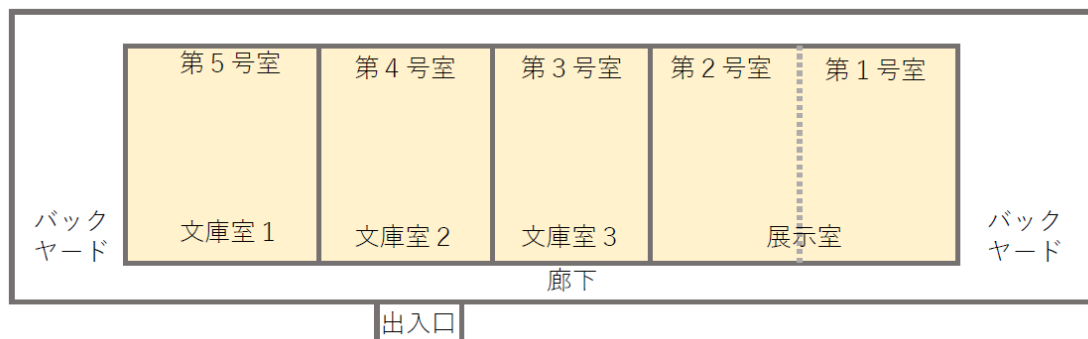 第５号室
第４号室
第３号室
第２号室
第１号室
バック
ヤード
文庫室１
文庫室２
文庫室３
展示室
バック
ヤード
廊下
出入口